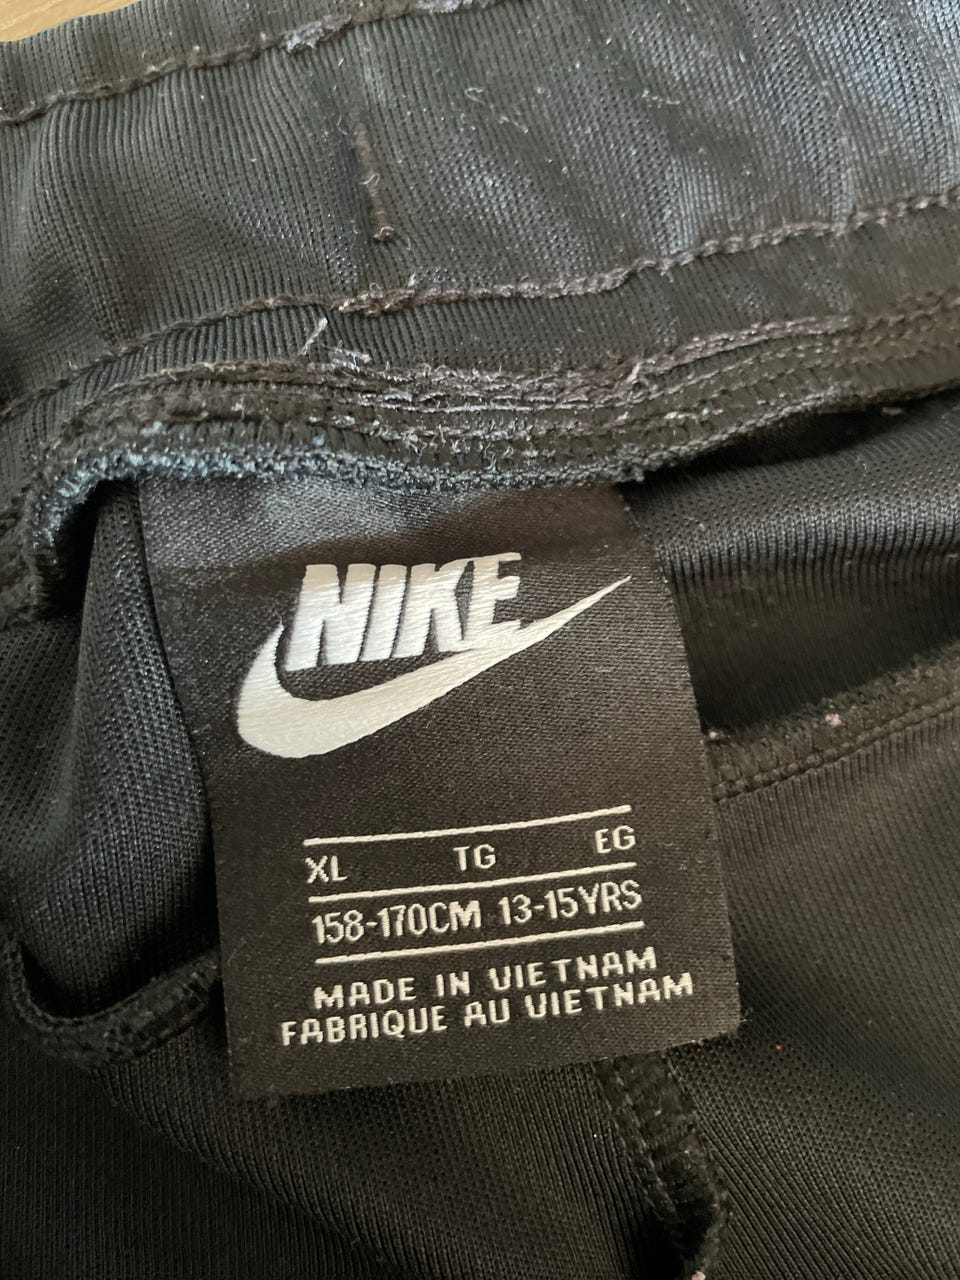 NIKE
XL TG EG
158-170CM 13-15YRS
MADE IN VIETNAM
FABRIQUE AU VIETNAM